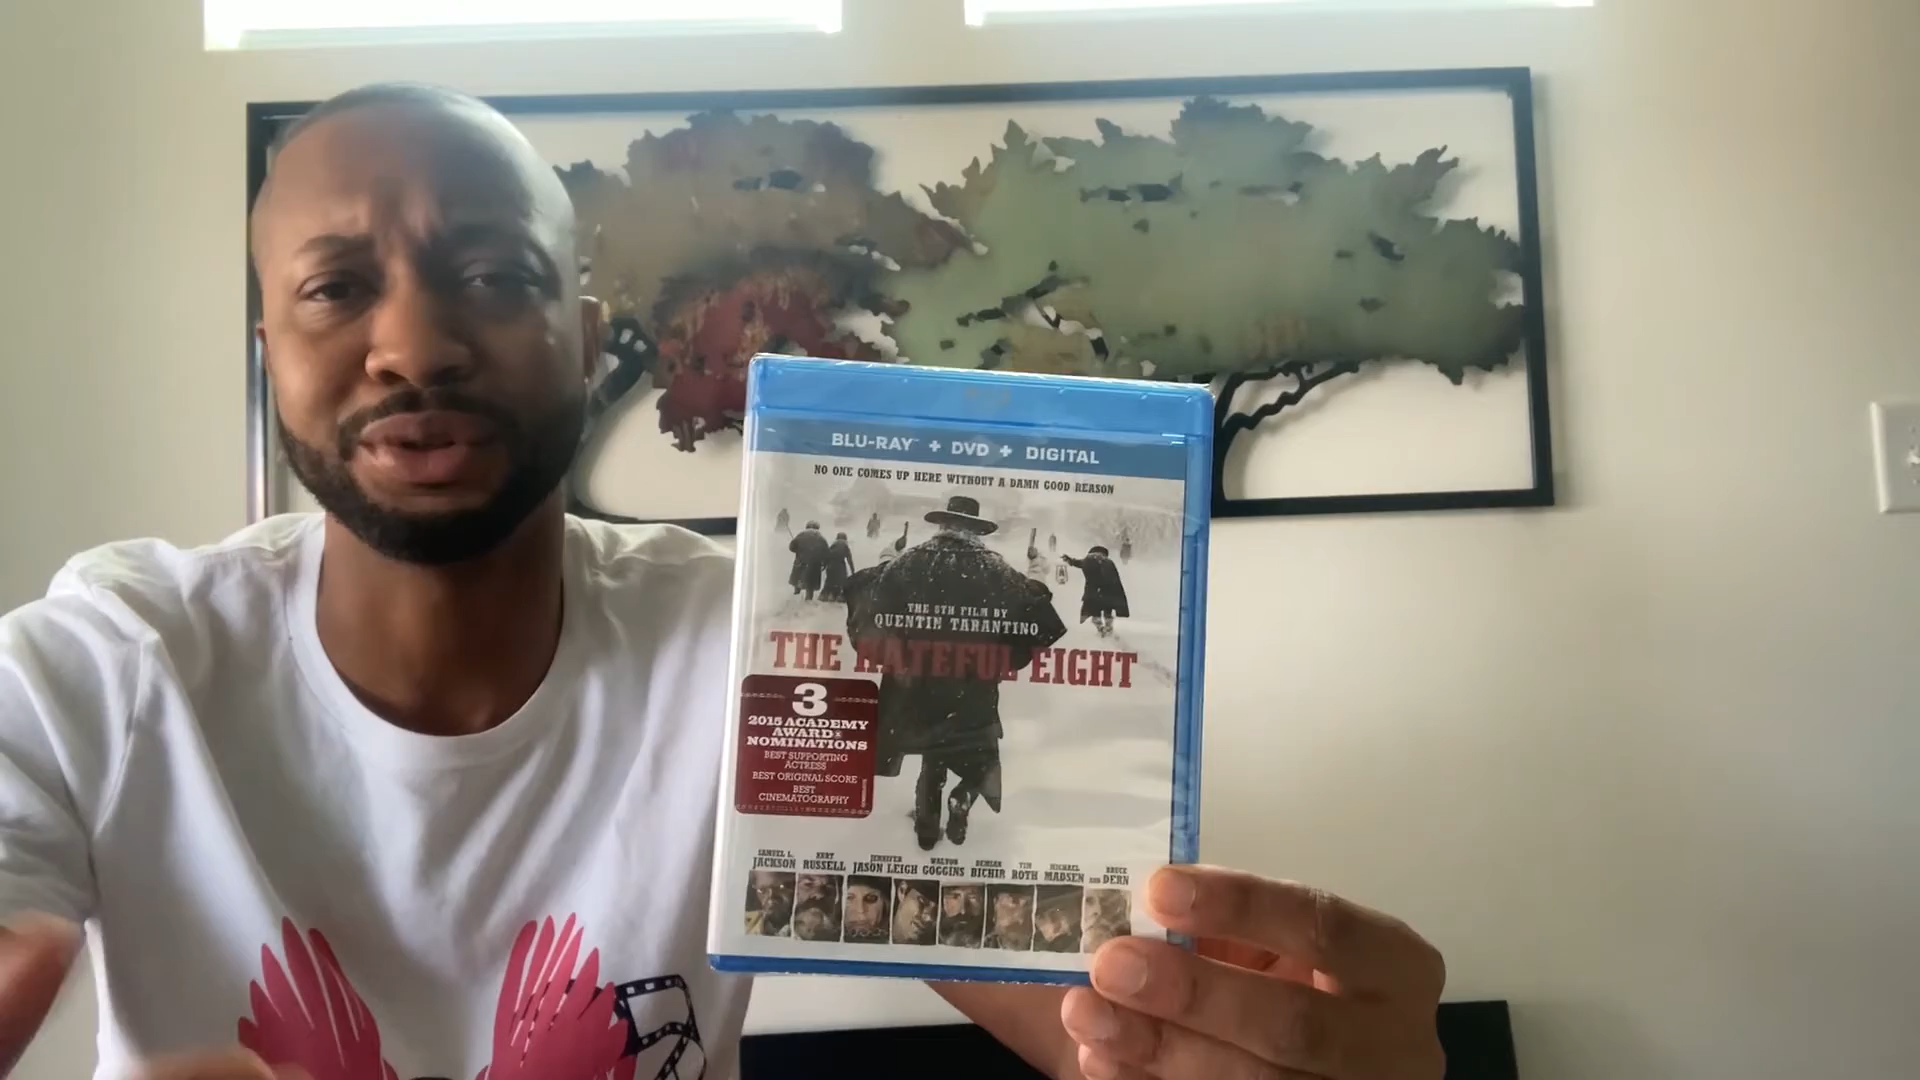 BLU-RAY™ + DVD + DIGITAL
NO ONE COMES UP HERE WITHOUT A DAMN GOOD REASON
THE 8TH FILM BY
QUENTIN TARANTINO
THE HATEFUL EIGHT
3
2015 ACADEMY
AWARD®
NOMINATIONS
BEST SUPPORTING
ACTRESS
BEST ORIGINAL SCORE
BEST
CINEMATOGRAPHY
SAMUEL L. JACKSON KURT RUSSELL JENNIFER JASON LEIGH WALTON GOGGINS DEMIAN BICHIR TIM ROTH MICHAEL MADSEN AND BRUCE DERN